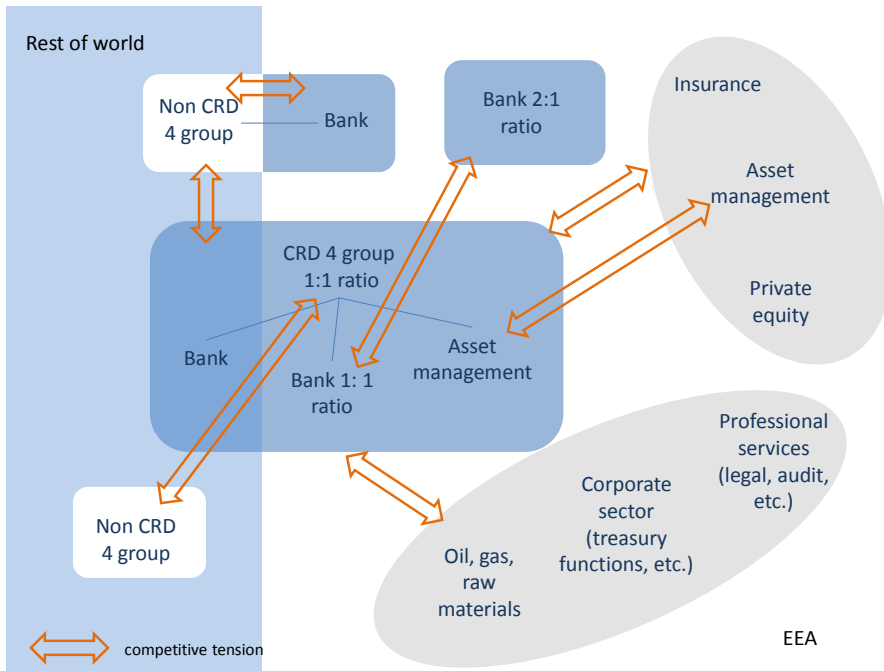 Rest of world
Non CRD
4 group
Bank
Bank 2:1
ratio
Insurance
Asset
management
Private
equity
CRD 4 group
1:1 ratio
Bank
Bank 1: 1
ratio
Asset
management
Non CRD
4 group
Professional
services
(legal, audit,
etc.)
Corporate
sector
(treasury
functions, etc.)
Oil, gas,
raw
materials
competitive tension
EEA